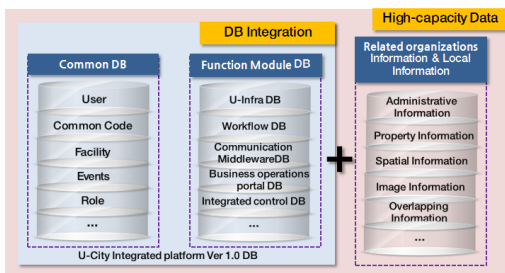 High-capacity Data
DB Integration
Common DB
User
Common Code
Facility
Events
Role
...
Function Module DB
U-Infra DB
Workflow DB
Communication
MiddlewareDB
Business operations
portal DB
Integrated control DB
...
+
Related organizations
Information & Local
Information
Administrative
Information
Property Information
Spatial Information
Image Information
Overlapping
Information
...
U-City Integrated platform Ver 1.0 DB